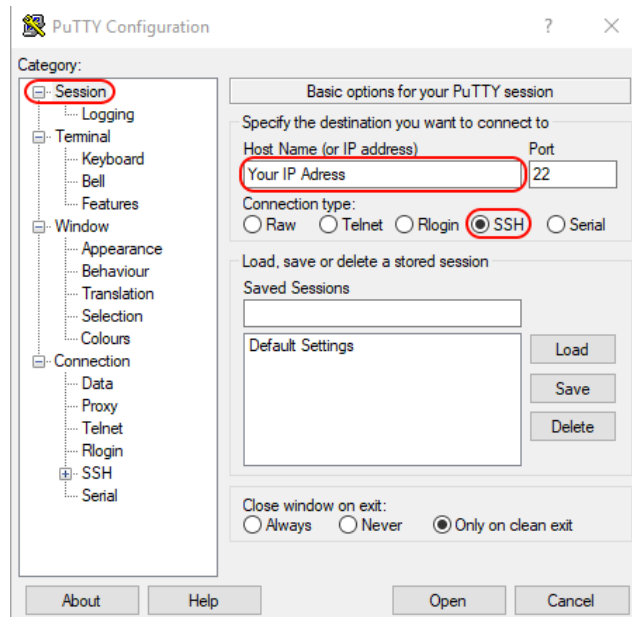 PuTTY Configuration ? ×
Category:
Session
Logging
Terminal
Keyboard
Bell
Features
Window
Appearance
Behaviour
Translation
Selection
Colours
Connection
Data
Proxy
Telnet
Rlogin
SSH
Serial
Basic options for your PuTTY session
Specify the destination you want to connect to
Host Name (or IP address) Port
Your IP Adress 22
Connection type:
Raw Telnet Rlogin SSH Serial
Load, save or delete a stored session
Saved Sessions
Default Settings
Load
Save
Delete
Close window on exit:
Always Never Only on clean exit
About Help Open Cancel